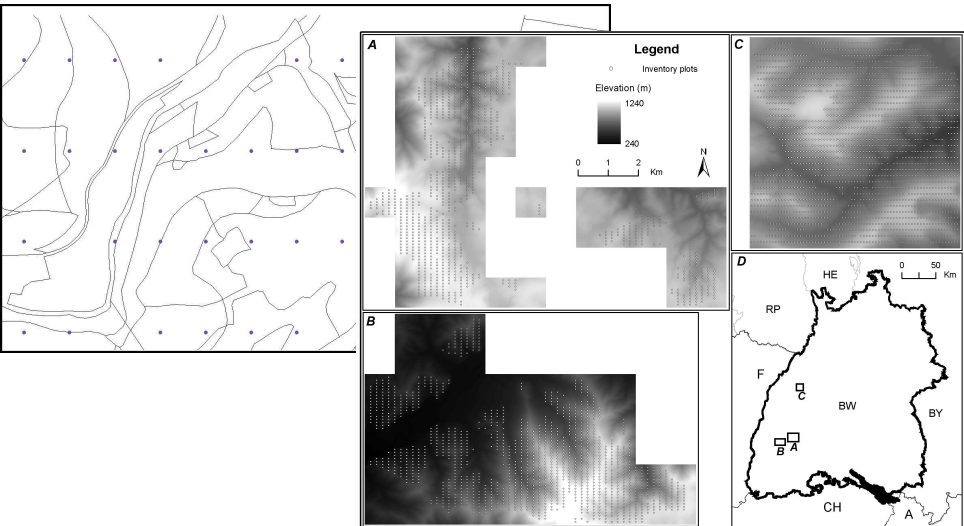 A
Legend
Inventory plots
Elevation (m)
1240
240
0 1 2
Km
N
B
C
D
0 50
Km
HE
RP
F
C
BW
BY
B
A
CH
A